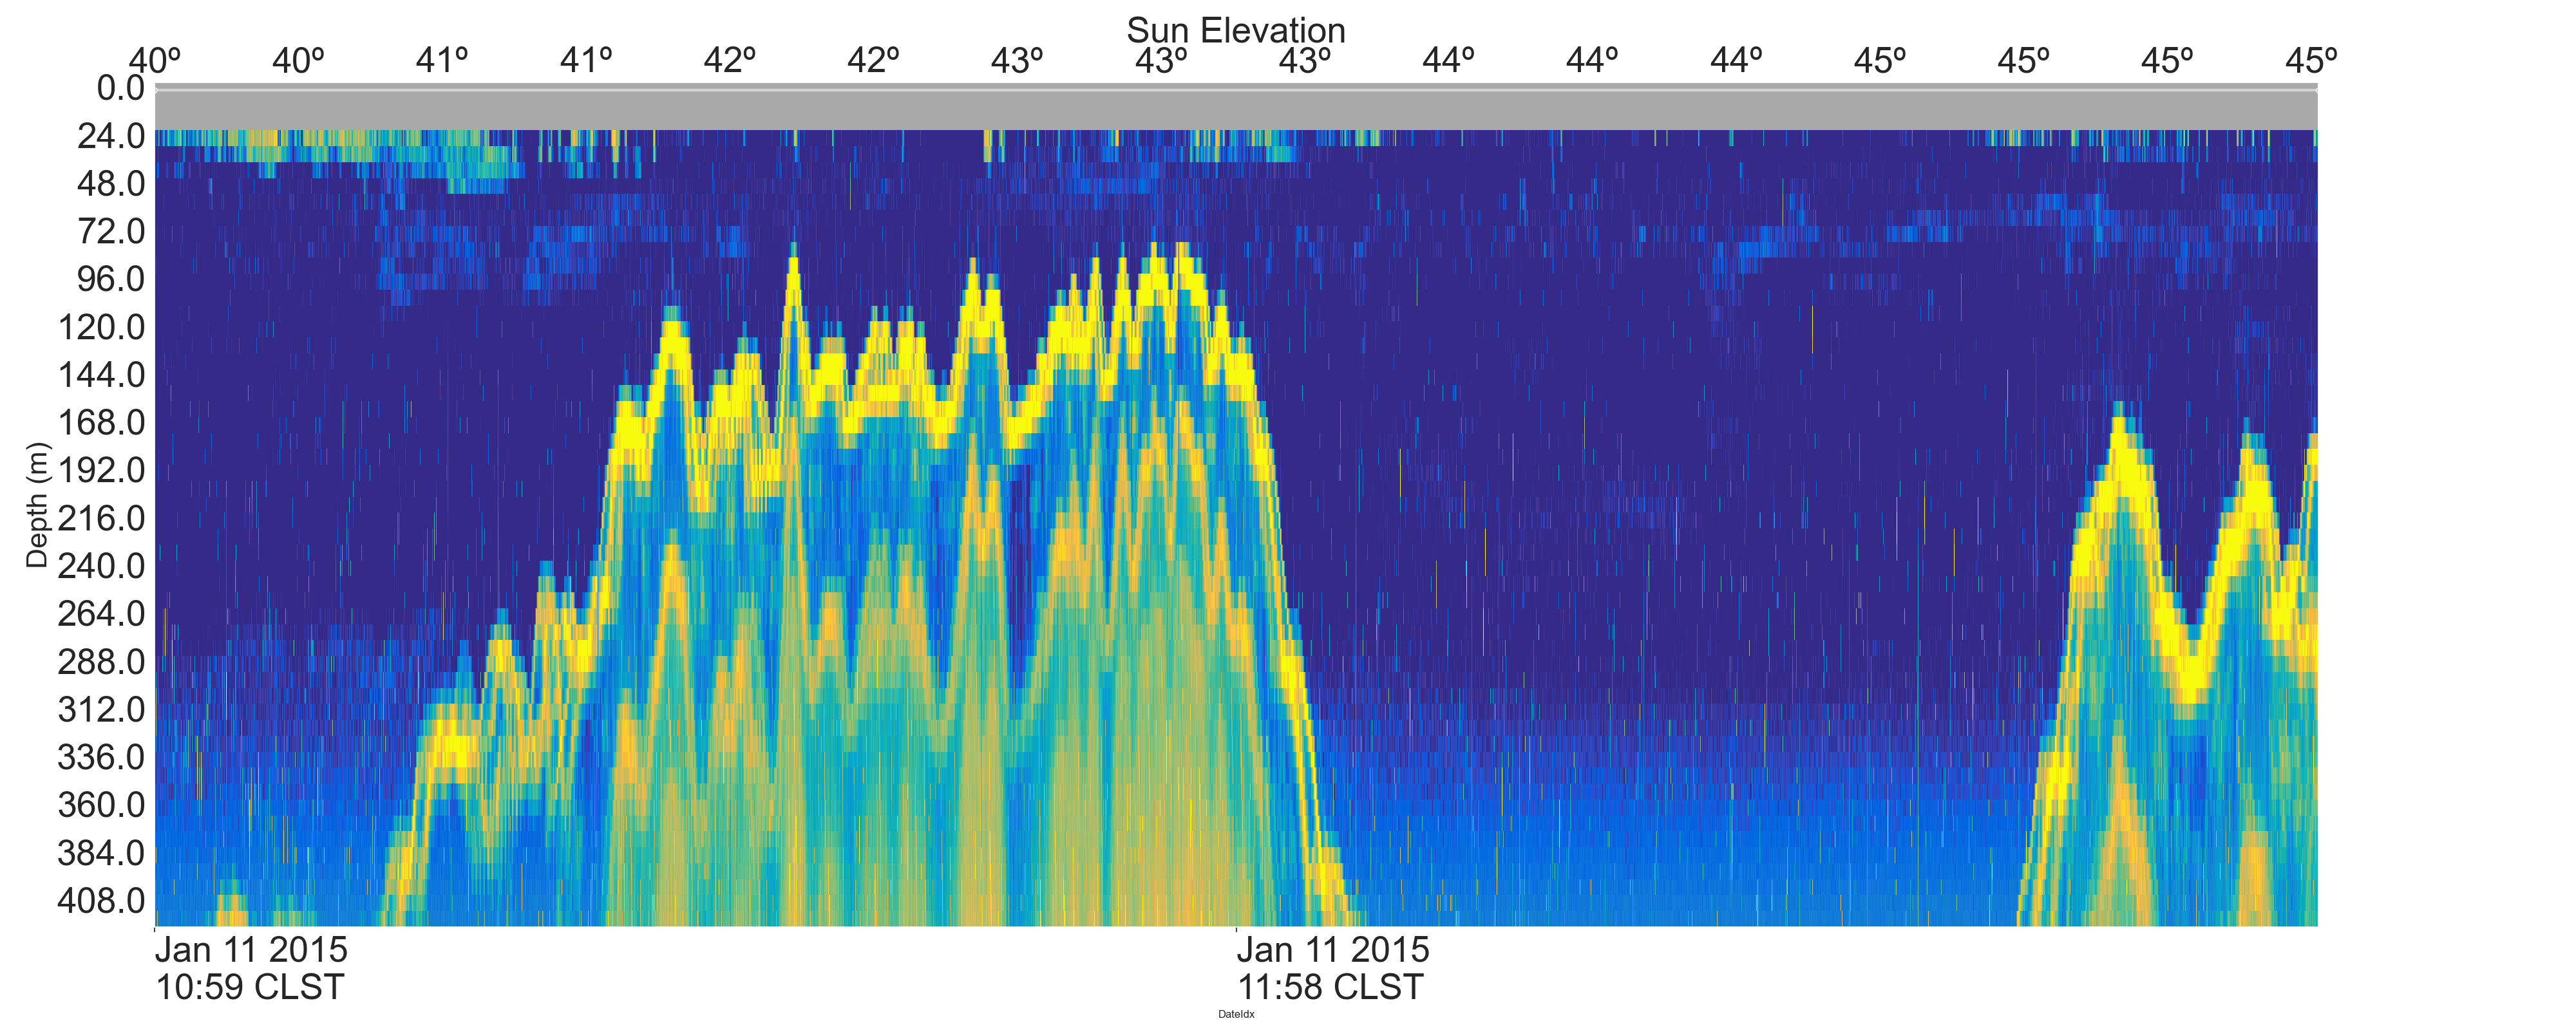 Sun Elevation
40º 40º 41º 41º 42º 42º 43º 43º 43º 44º 44º 44º 45º 45º 45º 45º
0.0
24.0
48.0
72.0
96.0
120.0
144.0
168.0
192.0
216.0
240.0
264.0
288.0
312.0
336.0
360.0
384.0
408.0
Depth (m)
Jan 11 2015
10:59 CLST
Jan 11 2015
11:58 CLST
DateIdx